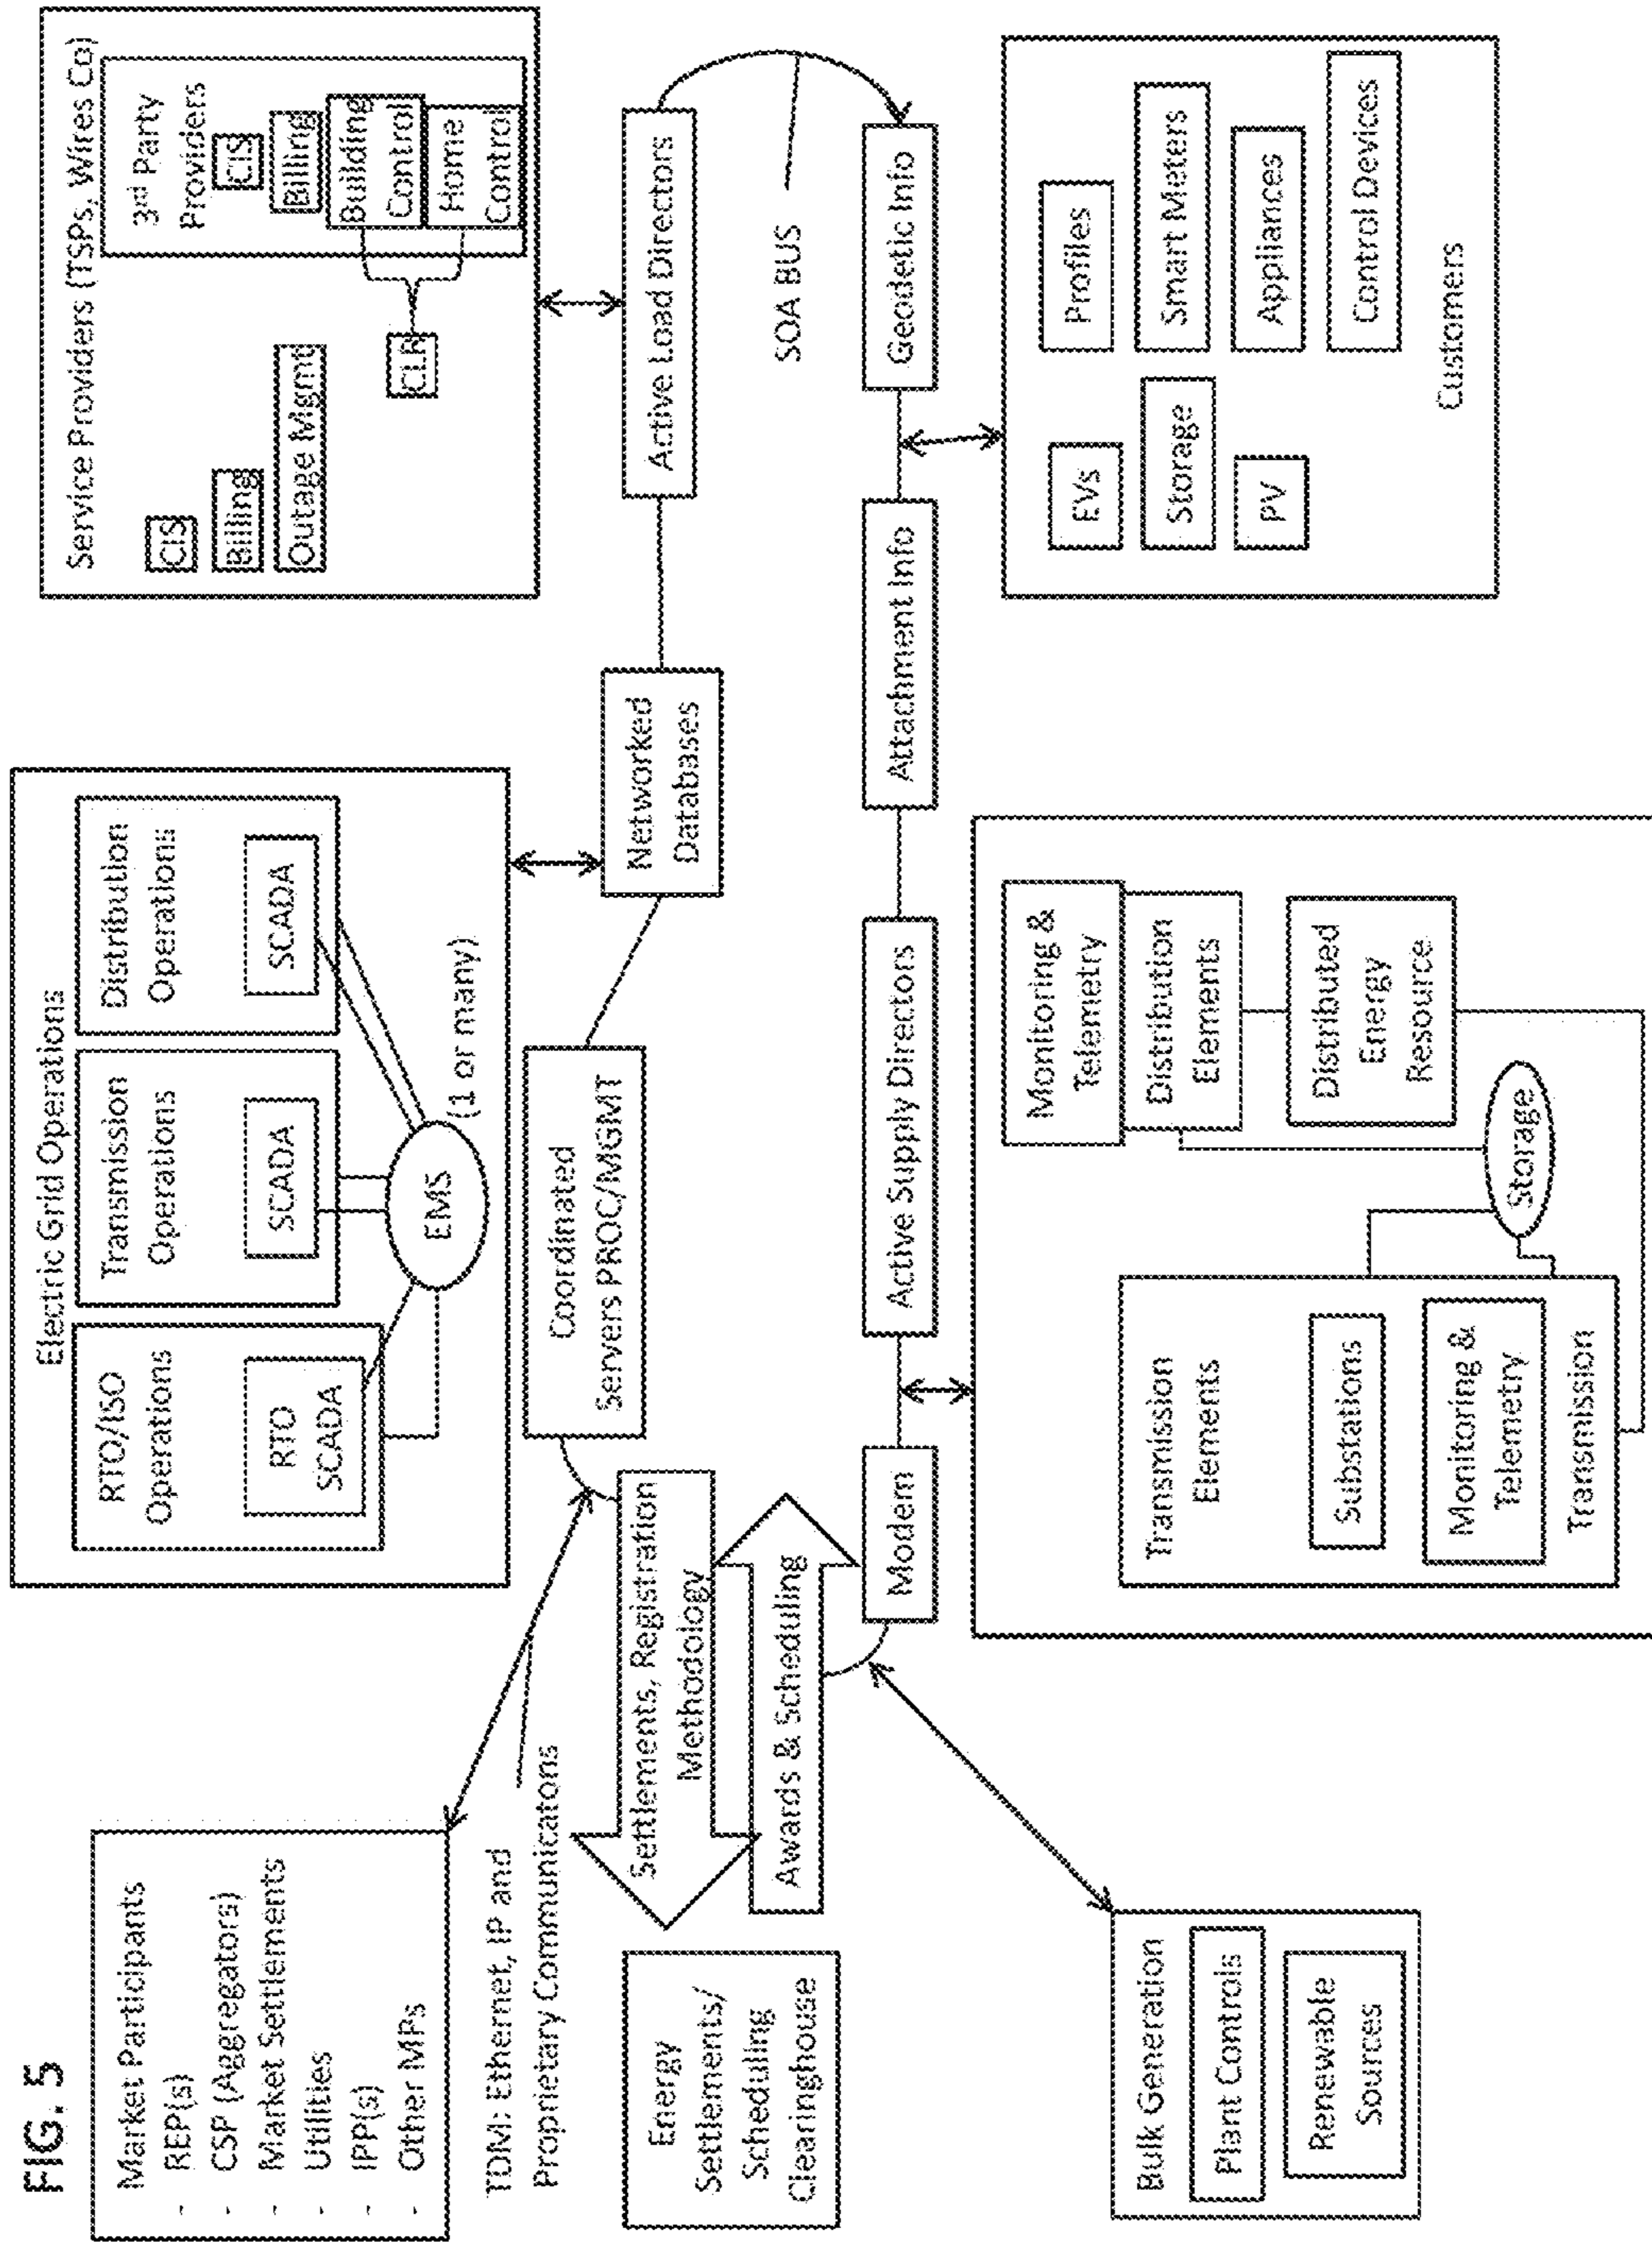 FIG. 5
Market Participants
- REP(s)
- CSP (Aggregators)
- Market Settlements
- Utilities
- IPP(s)
- Other MPs
TDM: Ethernet, IP and
Proprietary Communicatons
Energy
Settlements/
Scheduling
Clearinghouse
Bulk Generation
Plant Controls
Renewable
Sources
Electric Grid Operations
RTO/ISO
Operations
RTO
SCADA
Transmission
Operations
SCADA
Distribution
Operations
SCADA
EMS
(1 or many)
Settlements, Registration
Methodology
Awards & Scheduling
Coordinated
Servers PROC/MGMT
Networked
Databases
Active Load Directors
SOA BUS
Modem
Active Supply Directors
Attachment Info
Geodetic Info
Service Providers (TSPs, Wires Co)
CIS
Billing
Outage Mgmt
CLR
3rd Party
Providers
CIS
Billing
Building
Control
Home
Control
Transmission
Elements
Substations
Monitoring &
Telemetry
Transmission
Storage
Monitoring &
Telemetry
Distribution
Elements
Distributed
Energy
Resource
EVs
Storage
PV
Profiles
Smart Meters
Appliances
Control Devices
Customers